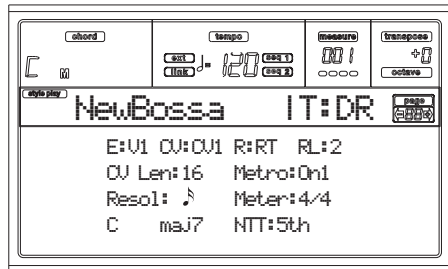 chord tempo measure transpose
ext ♩= 120 seq 1 001 +0
C M link seq 2 octave
style play NewBossa IT:DR page
E:V1 CV:CV1 R:RT RL:2
CV Len:16 Metro:On1
Resol: Meter:4/4
C maj7 NTT:5th